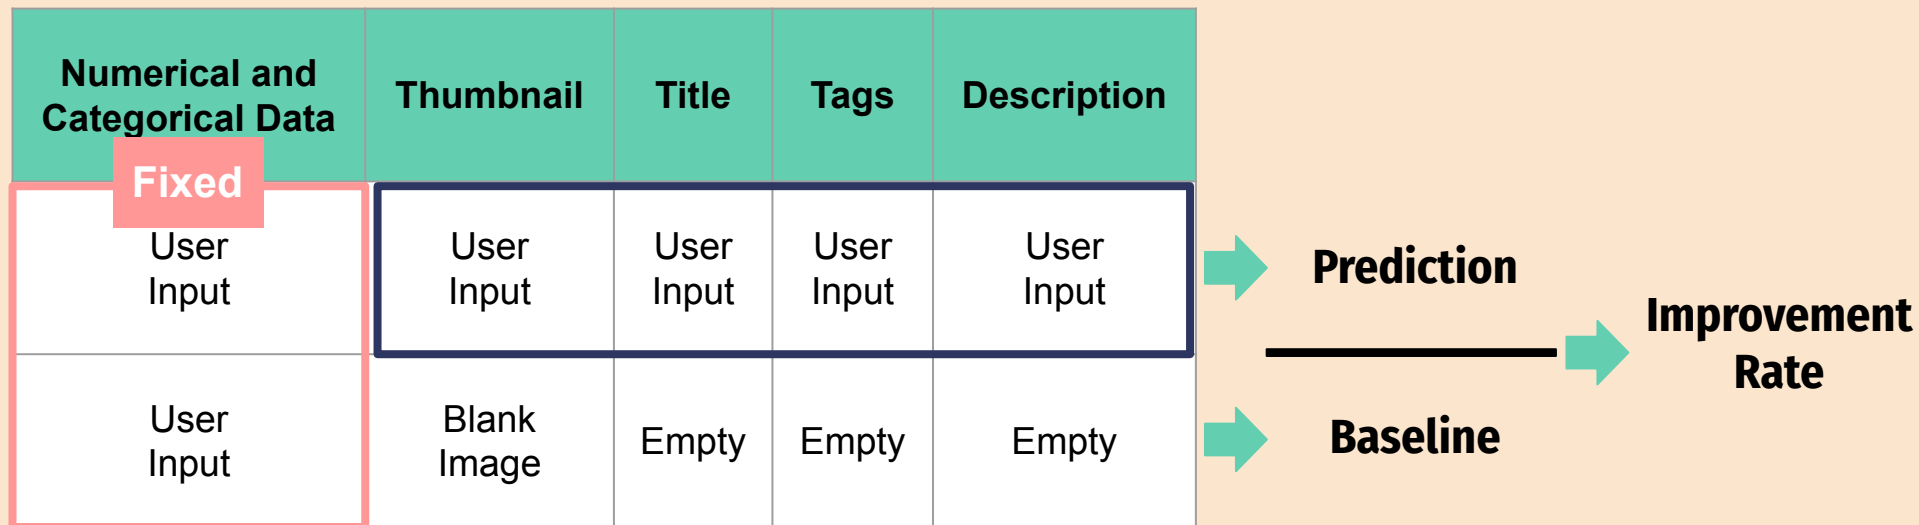 Numerical and
Categorical Data
Thumbnail
Title
Tags
Description
Fixed
User
Input
User
Input
User
Input
User
Input
User
Input
Prediction
User
Input
Blank
Image
Empty
Empty
Empty
Baseline
Improvement
Rate